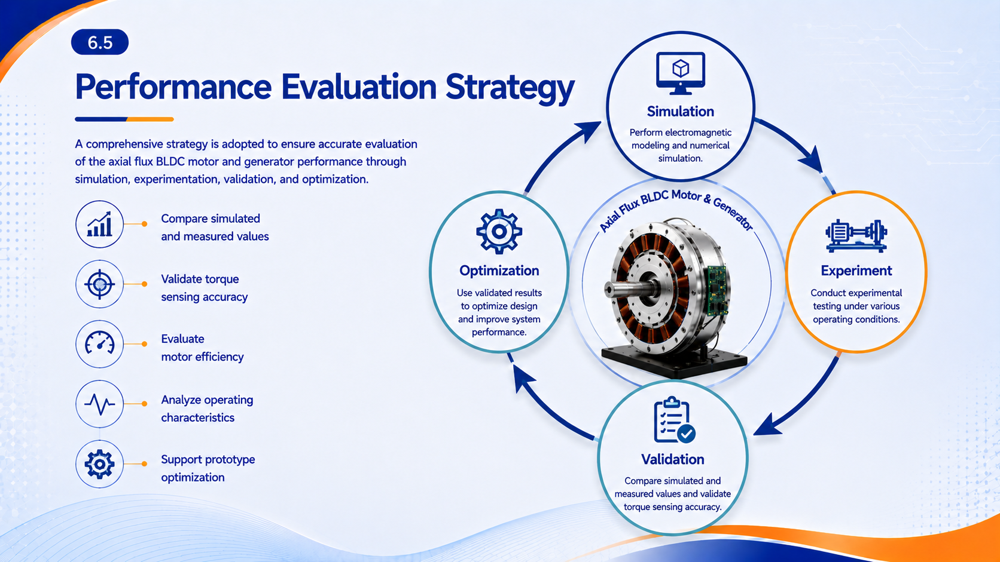 6.5
Performance Evaluation Strategy
A comprehensive strategy is adopted to ensure accurate evaluation
of the axial flux BLDC motor and generator performance through
simulation, experimentation, validation, and optimization.
Compare simulated
and measured values
Validate torque
sensing accuracy
Evaluate
motor efficiency
Analyze operating
characteristics
Support prototype
optimization
Simulation
Perform electromagnetic
modeling and numerical
simulation.
Experiment
Conduct experimental
testing under various
operating conditions.
Validation
Compare simulated and
measured values and validate
torque sensing accuracy.
Optimization
Use validated results
to optimize design
and improve system
performance.
Axial Flux BLDC Motor & Generator